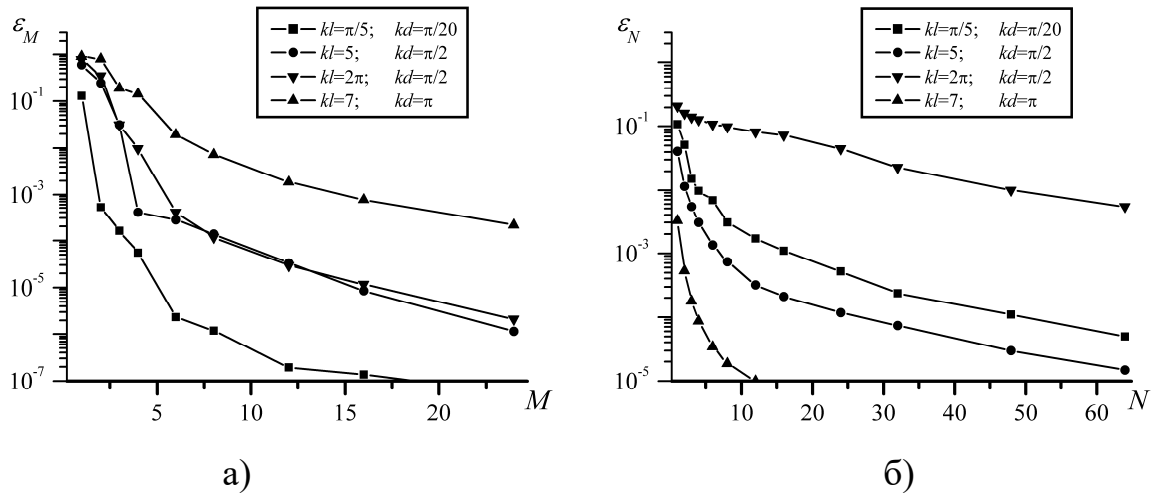 ε_M
kl=π/5; kd=π/20
kl=5; kd=π/2
kl=2π; kd=π/2
kl=7; kd=π
10^-1
10^-3
10^-5
10^-7
5 10 15 20 M
а)
ε_N
kl=π/5; kd=π/20
kl=5; kd=π/2
kl=2π; kd=π/2
kl=7; kd=π
10^-1
10^-3
10^-5
10 20 30 40 50 60 N
б)